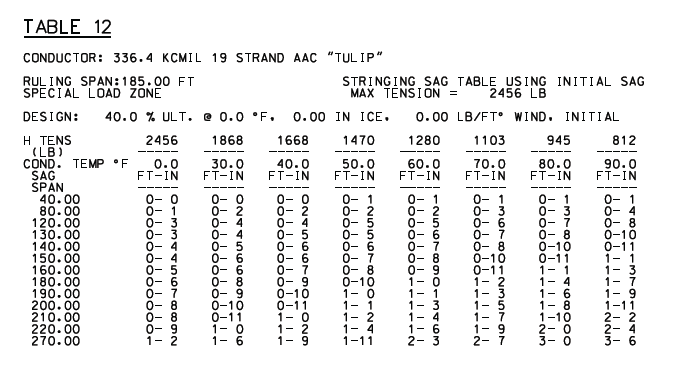 TABLE 12
CONDUCTOR: 336.4 KCMIL 19 STRAND AAC "TULIP"
RULING SPAN:185.00 FT STRINGING SAG TABLE USING INITIAL SAG
SPECIAL LOAD ZONE MAX TENSION = 2456 LB
DESIGN: 40.0 % ULT. @ 0.0 °F. 0.00 IN ICE. 0.00 LB/FT² WIND. INITIAL
H TENS 2456 1868 1668 1470 1280 1103 945 812
(LB) ----- ----- ----- ----- ----- ----- ----- -----
COND. TEMP °F 0.0 30.0 40.0 50.0 60.0 70.0 80.0 90.0
SAG FT-IN FT-IN FT-IN FT-IN FT-IN FT-IN FT-IN FT-IN
SPAN ----- ----- ----- ----- ----- ----- ----- -----
40.00 0- 0 0- 0 0- 0 0- 1 0- 1 0- 1 0- 1 0- 1
80.00 0- 1 0- 2 0- 2 0- 2 0- 2 0- 3 0- 3 0- 4
120.00 0- 3 0- 4 0- 4 0- 5 0- 5 0- 6 0- 7 0- 8
130.00 0- 3 0- 4 0- 5 0- 5 0- 6 0- 7 0- 8 0-10
140.00 0- 4 0- 5 0- 6 0- 6 0- 7 0- 8 0-10 0-11
150.00 0- 4 0- 6 0- 6 0- 7 0- 8 0-10 0-11 1- 1
160.00 0- 5 0- 6 0- 7 0- 8 0- 9 0-11 1- 1 1- 3
180.00 0- 6 0- 8 0- 9 0-10 1- 0 1- 2 1- 4 1- 7
190.00 0- 7 0- 9 0-10 1- 0 1- 1 1- 3 1- 6 1- 9
200.00 0- 8 0-10 0-11 1- 1 1- 3 1- 5 1- 8 1-11
210.00 0- 8 0-11 1- 0 1- 2 1- 4 1- 7 1-10 2- 2
220.00 0- 9 1- 0 1- 2 1- 4 1- 6 1- 9 2- 0 2- 4
270.00 1- 2 1- 6 1- 9 1-11 2- 3 2- 7 3- 0 3- 6